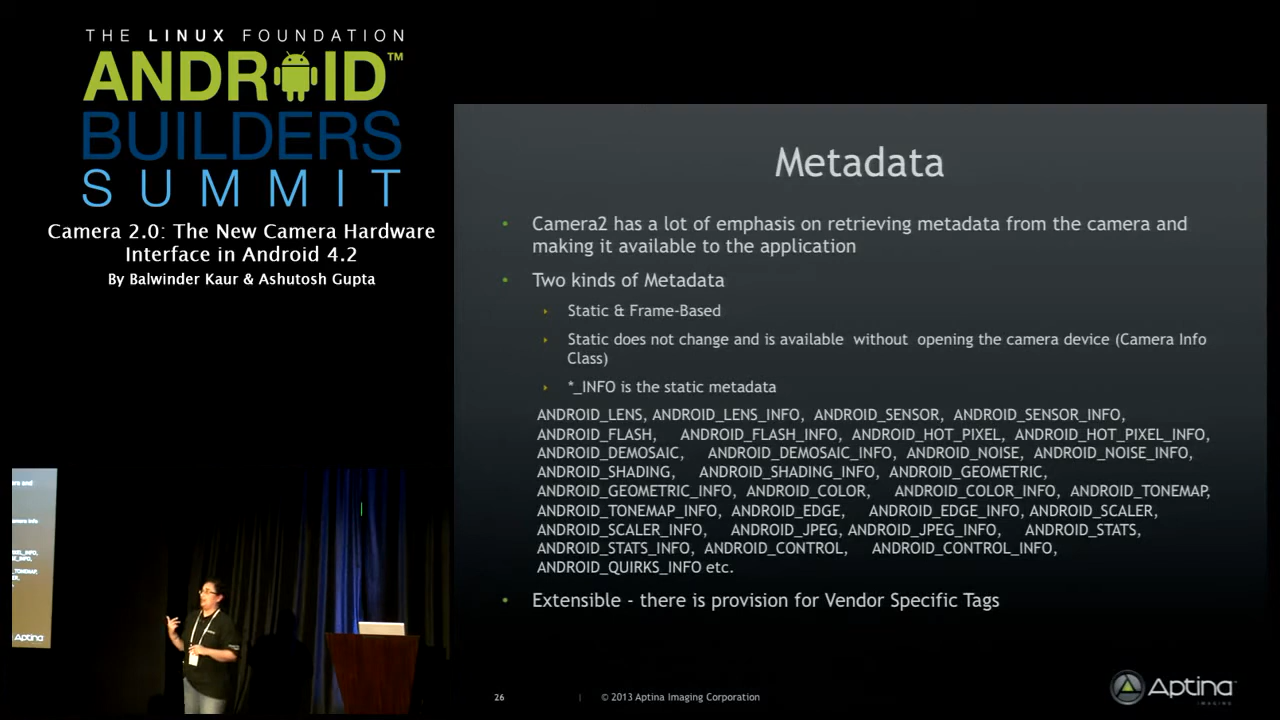 THE LINUX FOUNDATION
ANDROID™
BUILDERS
SUMMIT
Camera 2.0: The New Camera Hardware
Interface in Android 4.2
By Balwinder Kaur & Ashutosh Gupta
Metadata
• Camera2 has a lot of emphasis on retrieving metadata from the camera and
making it available to the application
• Two kinds of Metadata
‣ Static & Frame-Based
‣ Static does not change and is available without opening the camera device (Camera Info
Class)
‣ *_INFO is the static metadata
ANDROID_LENS, ANDROID_LENS_INFO, ANDROID_SENSOR, ANDROID_SENSOR_INFO,
ANDROID_FLASH, ANDROID_FLASH_INFO, ANDROID_HOT_PIXEL, ANDROID_HOT_PIXEL_INFO,
ANDROID_DEMOSAIC, ANDROID_DEMOSAIC_INFO, ANDROID_NOISE, ANDROID_NOISE_INFO,
ANDROID_SHADING, ANDROID_SHADING_INFO, ANDROID_GEOMETRIC,
ANDROID_GEOMETRIC_INFO, ANDROID_COLOR, ANDROID_COLOR_INFO, ANDROID_TONEMAP,
ANDROID_TONEMAP_INFO, ANDROID_EDGE, ANDROID_EDGE_INFO, ANDROID_SCALER,
ANDROID_SCALER_INFO, ANDROID_JPEG, ANDROID_JPEG_INFO, ANDROID_STATS,
ANDROID_STATS_INFO, ANDROID_CONTROL, ANDROID_CONTROL_INFO,
ANDROID_QUIRKS_INFO etc.
• Extensible - there is provision for Vendor Specific Tags
26 | © 2013 Aptina Imaging Corporation
Aptina
IMAGING
Aptina